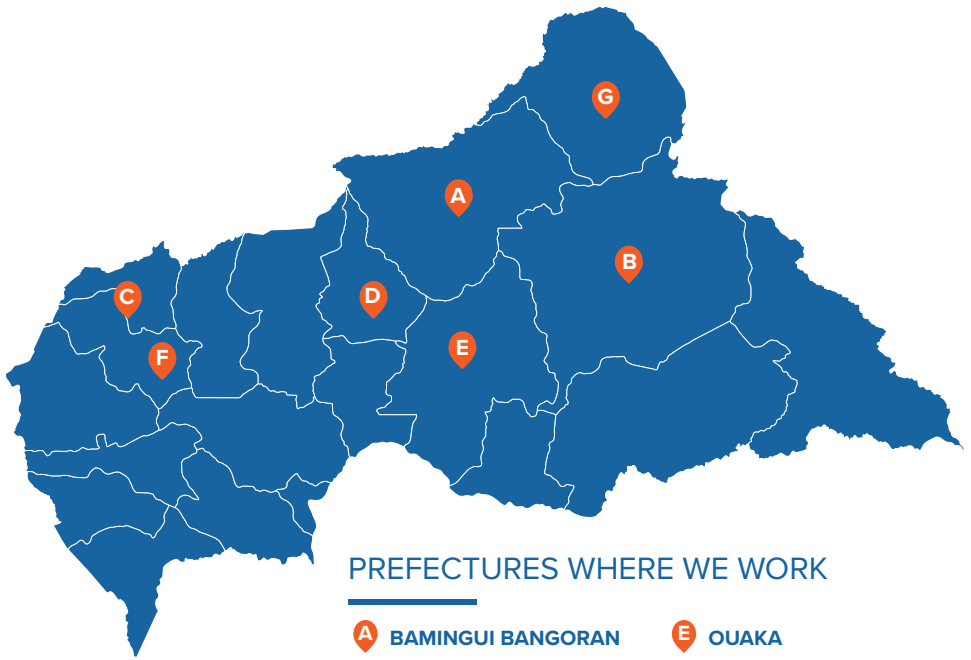 G
A
B
C
D
E
F
PREFECTURES WHERE WE WORK
A BAMINGUI BANGORAN
E OUAKA